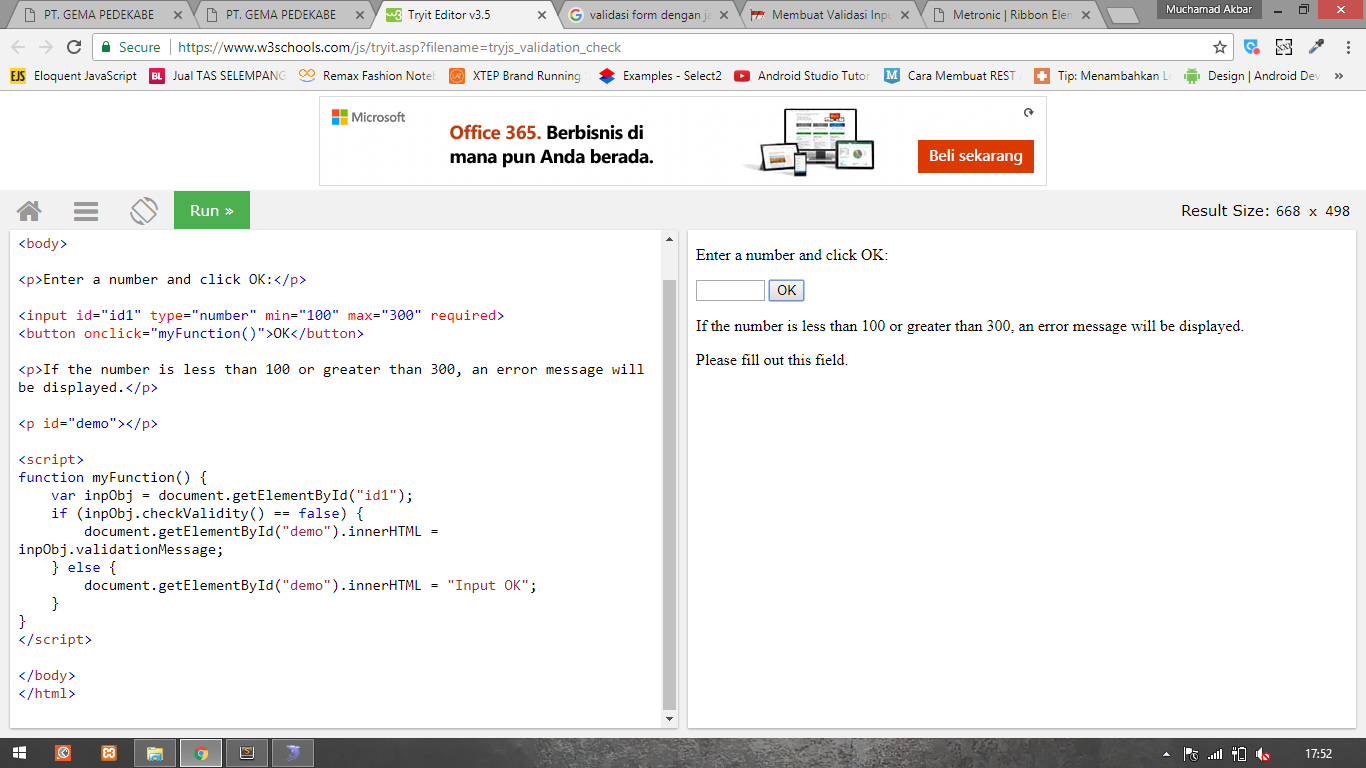 PT. GEMA PEDEKABE
PT. GEMA PEDEKABE
Tryit Editor v3.5
validasi form dengan ja
Membuat Validasi Inpu
Metronic | Ribbon Elem
Muchamad Akbar
Secure https://www.w3schools.com/js/tryit.asp?filename=tryjs_validation_check
EJS Eloquent JavaScript
BL Jual TAS SELEMPANG
Remax Fashion Note
XTEP Brand Running
Examples - Select2
Android Studio Tutor
M Cara Membuat REST
Tip: Menambahkan L
Design | Android Dev
»
Microsoft
Office 365. Berbisnis di
mana pun Anda berada.
Beli sekarang
Run »
Result Size: 668 x 498
<body>
<p>Enter a number and click OK:</p>
<input id="id1" type="number" min="100" max="300" required>
<button onclick="myFunction()">OK</button>
<p>If the number is less than 100 or greater than 300, an error message will
be displayed.</p>
<p id="demo"></p>
<script>
function myFunction() {
    var inpObj = document.getElementById("id1");
    if (inpObj.checkValidity() == false) {
        document.getElementById("demo").innerHTML =
inpObj.validationMessage;
    } else {
        document.getElementById("demo").innerHTML = "Input OK";
    }
}
</script>
</body>
</html>
Enter a number and click OK:
OK
If the number is less than 100 or greater than 300, an error message will be displayed.
Please fill out this field.
17:52